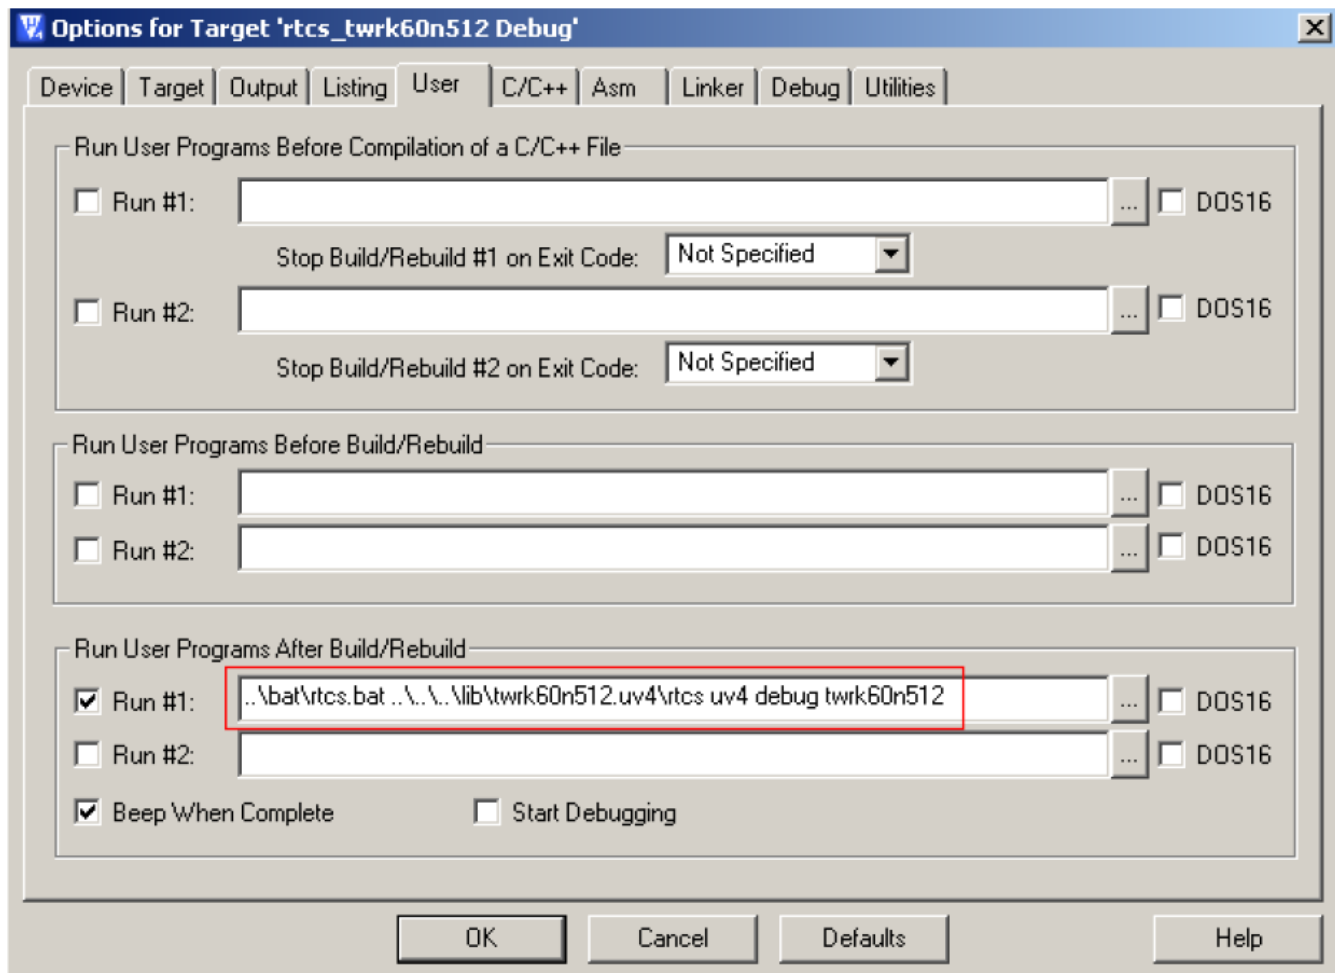 Options for Target 'rtcs_twrk60n512 Debug'
Device Target Output Listing User C/C++ Asm Linker Debug Utilities
Run User Programs Before Compilation of a C/C++ File
Run #1: ... DOS16
Stop Build/Rebuild #1 on Exit Code: Not Specified
Run #2: ... DOS16
Stop Build/Rebuild #2 on Exit Code: Not Specified
Run User Programs Before Build/Rebuild
Run #1: ... DOS16
Run #2: ... DOS16
Run User Programs After Build/Rebuild
Run #1: ..\bat\rtcs.bat ..\..\..\lib\twrk60n512.uv4\rtcs uv4 debug twrk60n512 ... DOS16
Run #2: ... DOS16
Beep When Complete Start Debugging
OK Cancel Defaults Help